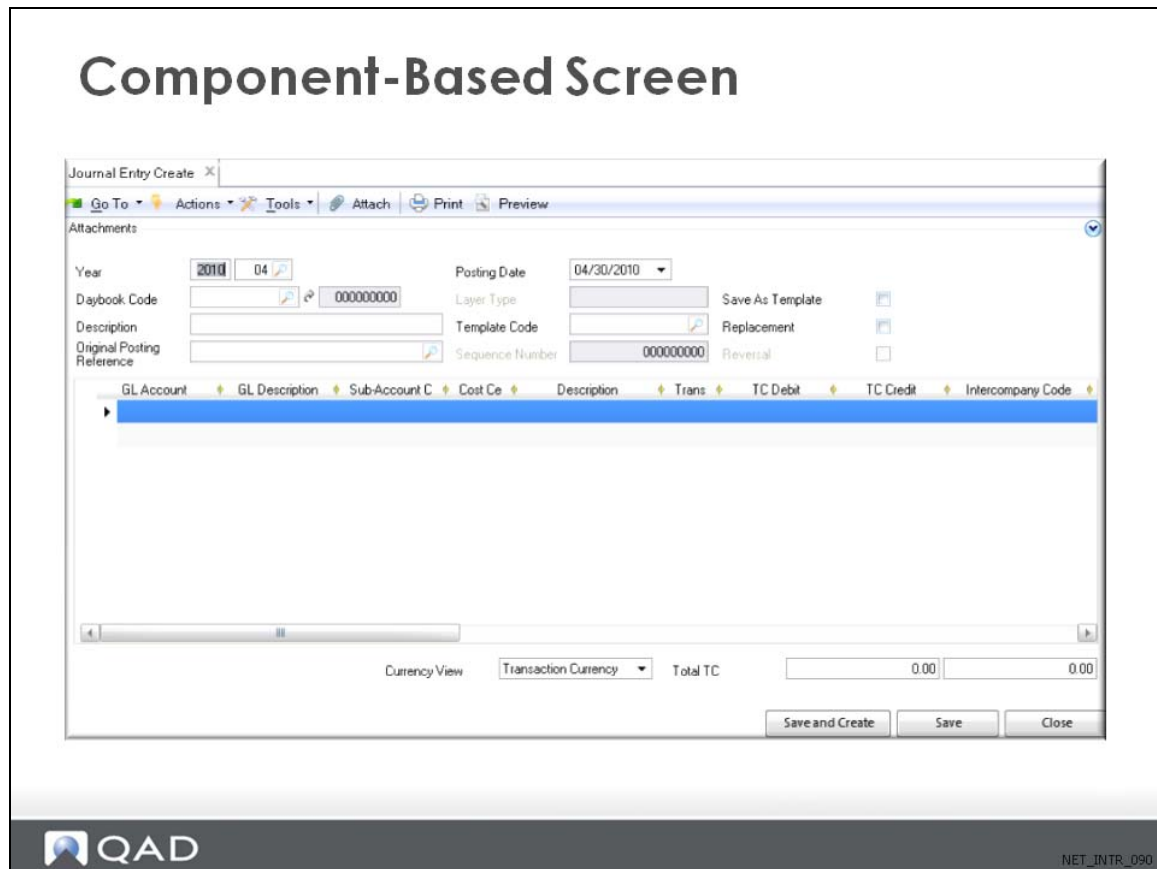 Component-Based Screen
Journal Entry Create
Go To Actions Tools Attach Print Preview
Attachments
Year 2010 04 Posting Date 04/30/2010
Daybook Code 000000000 Layer Type Save As Template
Description Template Code Replacement
Original Posting Reference Sequence Number 000000000 Reversal
GL Account GL Description Sub-Account C Cost Ce Description Trans TC Debit TC Credit Intercompany Code
Currency View Transaction Currency Total TC 0.00 0.00
Save and Create Save Close
QAD
NET_INTR_090